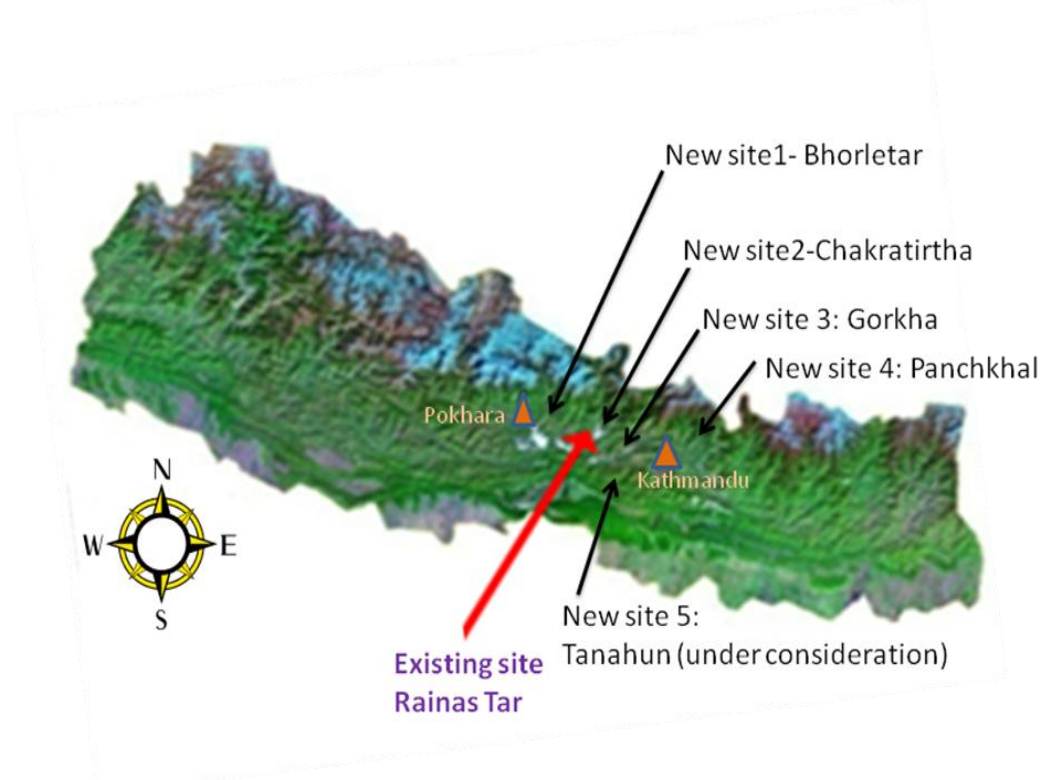 New site1- Bhorletar
New site2-Chakratirtha
New site 3: Gorkha
New site 4: Panchkhal
Pokhara
Kathmandu
N
W E
S
New site 5:
Tanahun (under consideration)
Existing site
Rainas Tar